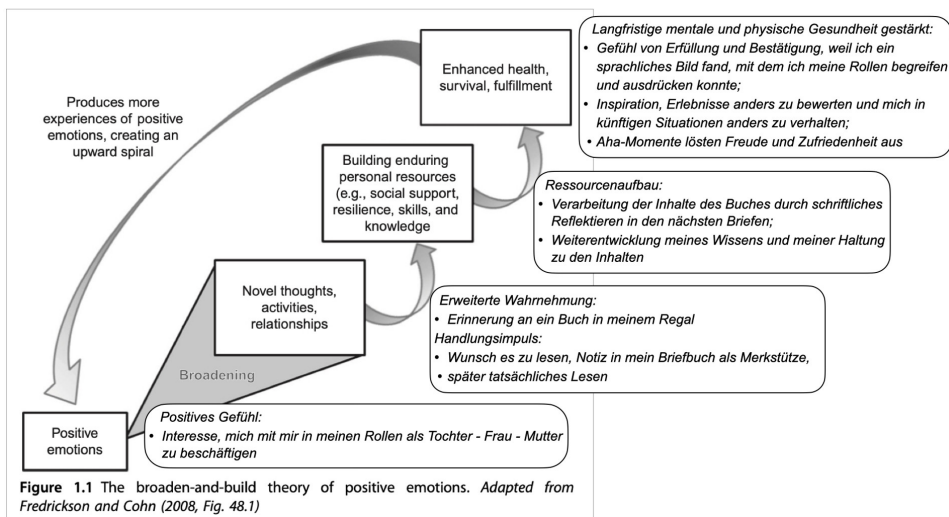 Langfristige mentale und physische Gesundheit gestärkt:
• Gefühl von Erfüllung und Bestätigung, weil ich ein
sprachliches Bild fand, mit dem ich meine Rollen begreifen
und ausdrücken konnte;
• Inspiration, Erlebnisse anders zu bewerten und mich in
künftigen Situationen anders zu verhalten;
• Aha-Momente lösten Freude und Zufriedenheit aus
Enhanced health,
survival, fulfillment
Produces more
experiences of positive
emotions, creating an
upward spiral
Building enduring
personal resources
(e.g., social support,
resilience, skills, and
knowledge
Ressourcenaufbau:
• Verarbeitung der Inhalte des Buches durch schriftliches
Reflektieren in den nächsten Briefen;
• Weiterentwicklung meines Wissens und meiner Haltung
zu den Inhalten
Novel thoughts,
activities,
relationships
Erweiterte Wahrnehmung:
• Erinnerung an ein Buch in meinem Regal
Handlungsimpuls:
• Wunsch es zu lesen, Notiz in mein Briefbuch als Merkstütze,
• später tatsächliches Lesen
Broadening
Positive
emotions
Positives Gefühl:
• Interesse, mich mit mir in meinen Rollen als Tochter - Frau - Mutter
zu beschäftigen
Figure 1.1 The broaden-and-build theory of positive emotions. Adapted from
Fredrickson and Cohn (2008, Fig. 48.1)